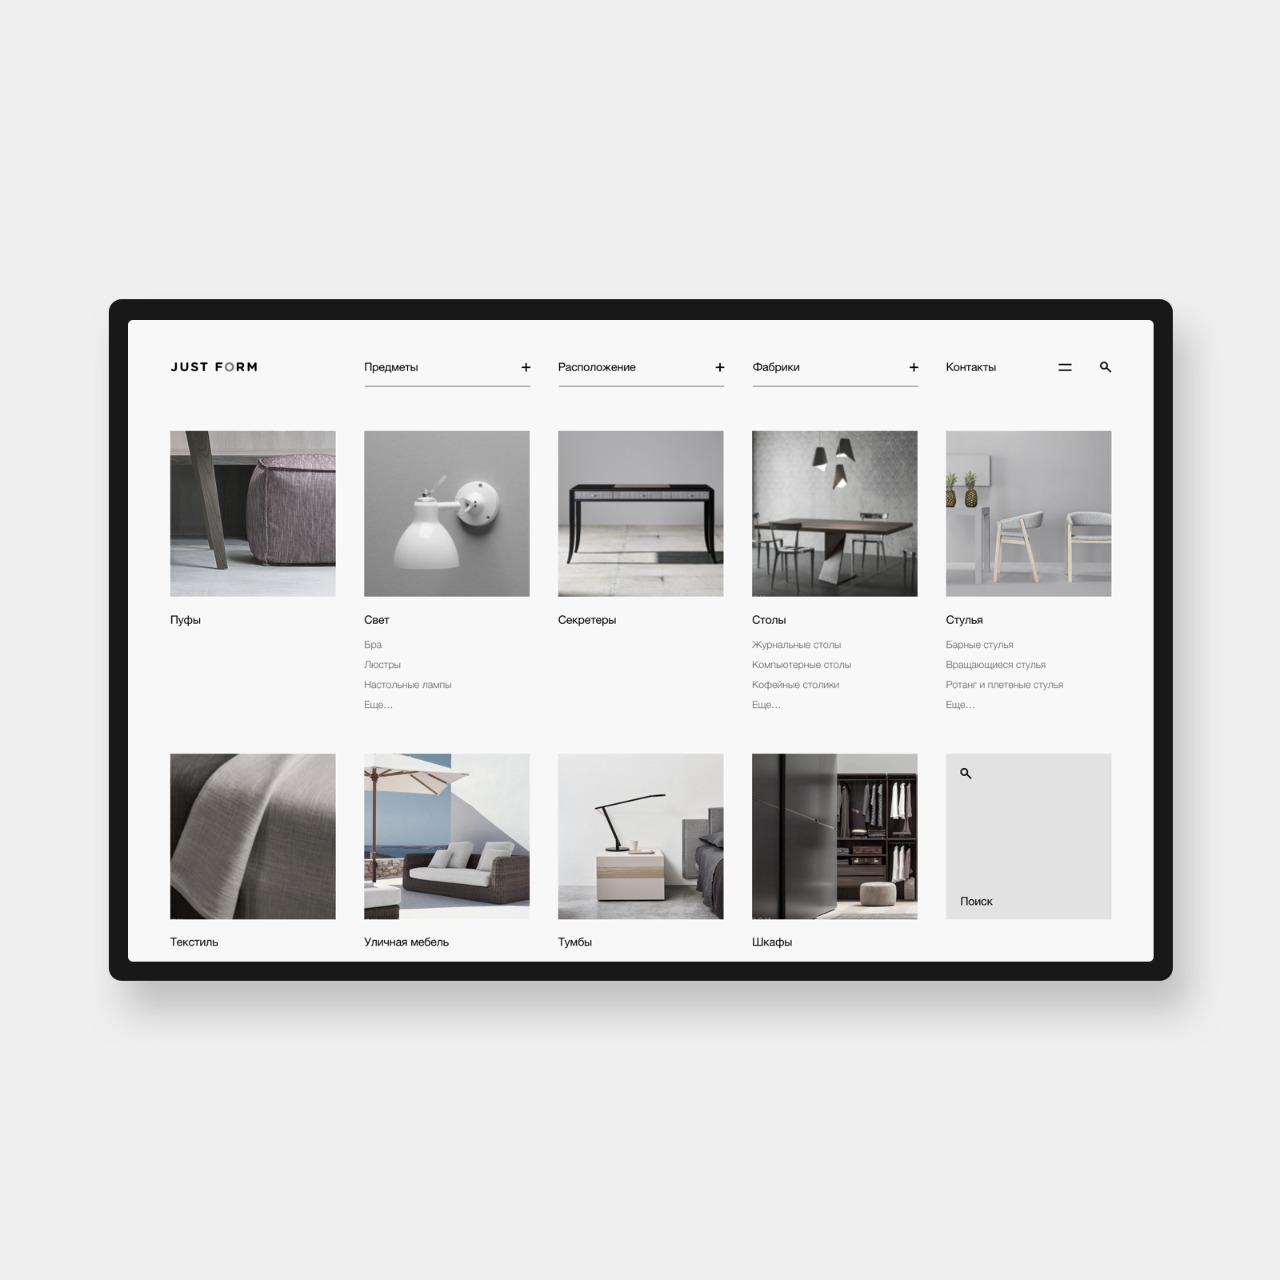 JUST FORM
Предметы
Расположение
Фабрики
Контакты
Пуфы
Свет
Бра
Люстры
Настольные лампы
Еще...
Секретеры
Столы
Журнальные столы
Компьютерные столы
Кофейные столики
Еще...
Стулья
Барные стулья
Вращающиеся стулья
Ротанг и плетеные стулья
Еще...
Текстиль
Уличная мебель
Тумбы
Шкафы
Поиск